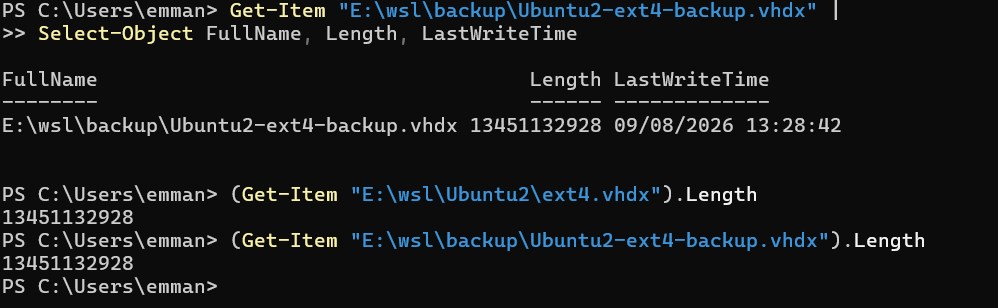 PS C:\Users\emman> Get-Item "E:\wsl\backup\Ubuntu2-ext4-backup.vhdx" |
>> Select-Object FullName, Length, LastWriteTime
FullName                                    Length LastWriteTime
--------                                    ------ -------------
E:\wsl\backup\Ubuntu2-ext4-backup.vhdx 13451132928 09/08/2026 13:28:42
PS C:\Users\emman> (Get-Item "E:\wsl\Ubuntu2\ext4.vhdx").Length
13451132928
PS C:\Users\emman> (Get-Item "E:\wsl\backup\Ubuntu2-ext4-backup.vhdx").Length
13451132928
PS C:\Users\emman>